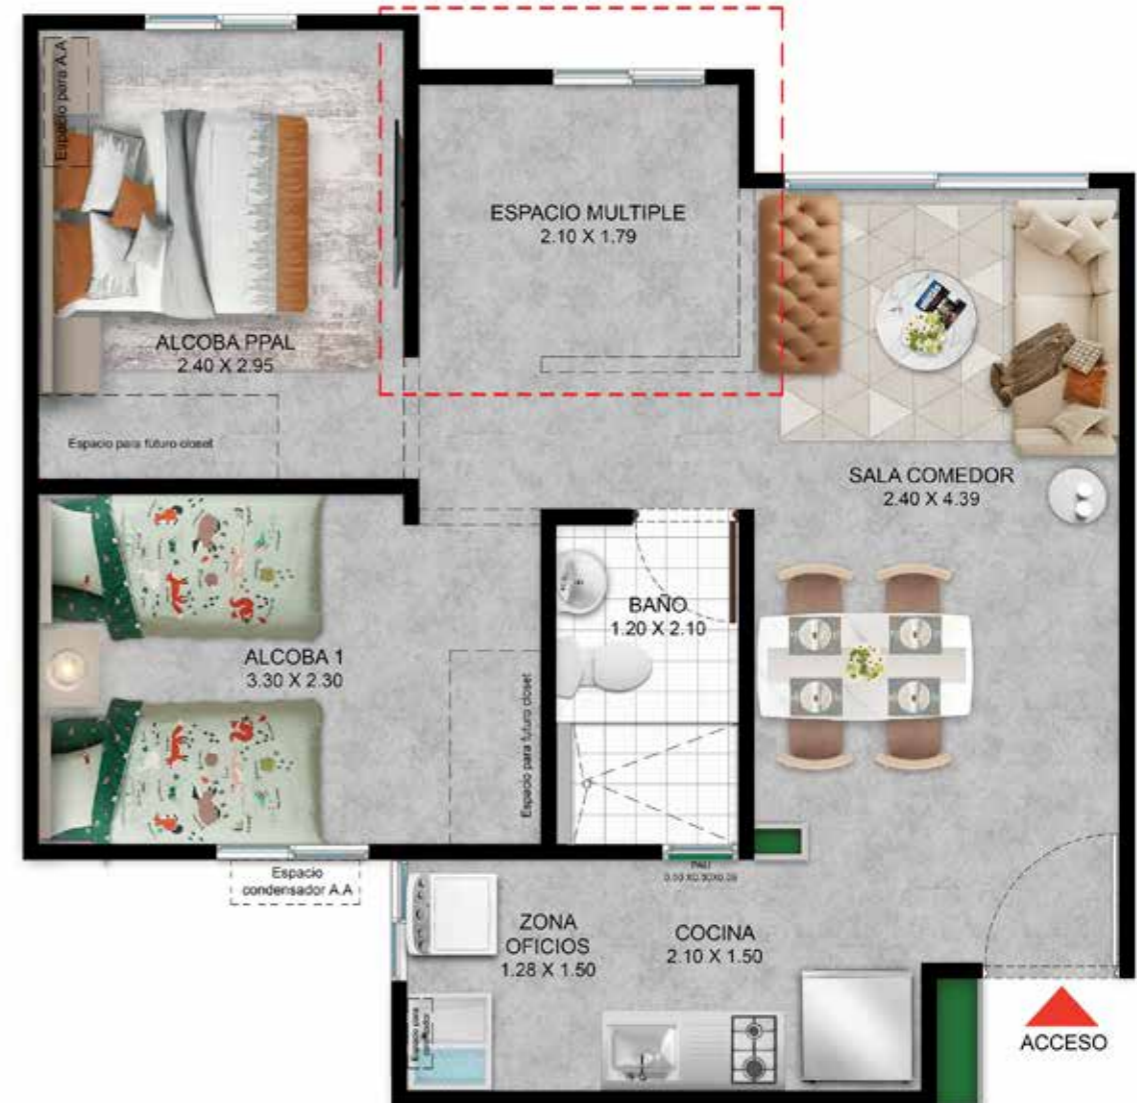 Espacio para A.A
ESPACIO MULTIPLE
2.10 X 1.79
ALCOBA PPAL
2.40 X 2.95
Espacio para futuro closet
SALA COMEDOR
2.40 X 4.39
BAÑO
1.20 X 2.10
ALCOBA 1
3.30 X 2.30
Espacio para futuro closet
Espacio
condensador A.A
ZONA
OFICIOS
1.28 X 1.50
COCINA
2.10 X 1.50
Espacio para
ACCESO